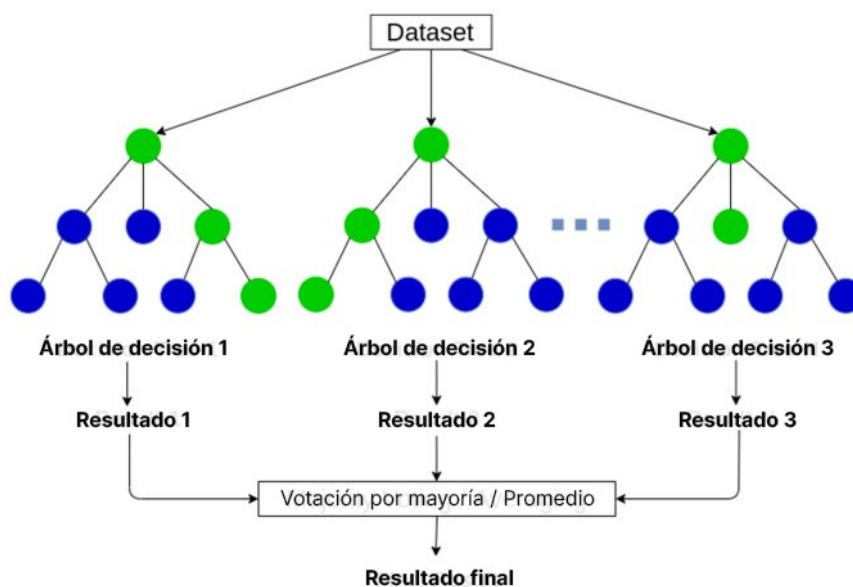 Dataset
Árbol de decisión 1
Árbol de decisión 2
Árbol de decisión 3
Resultado 1
Resultado 2
Resultado 3
Votación por mayoría / Promedio
Resultado final